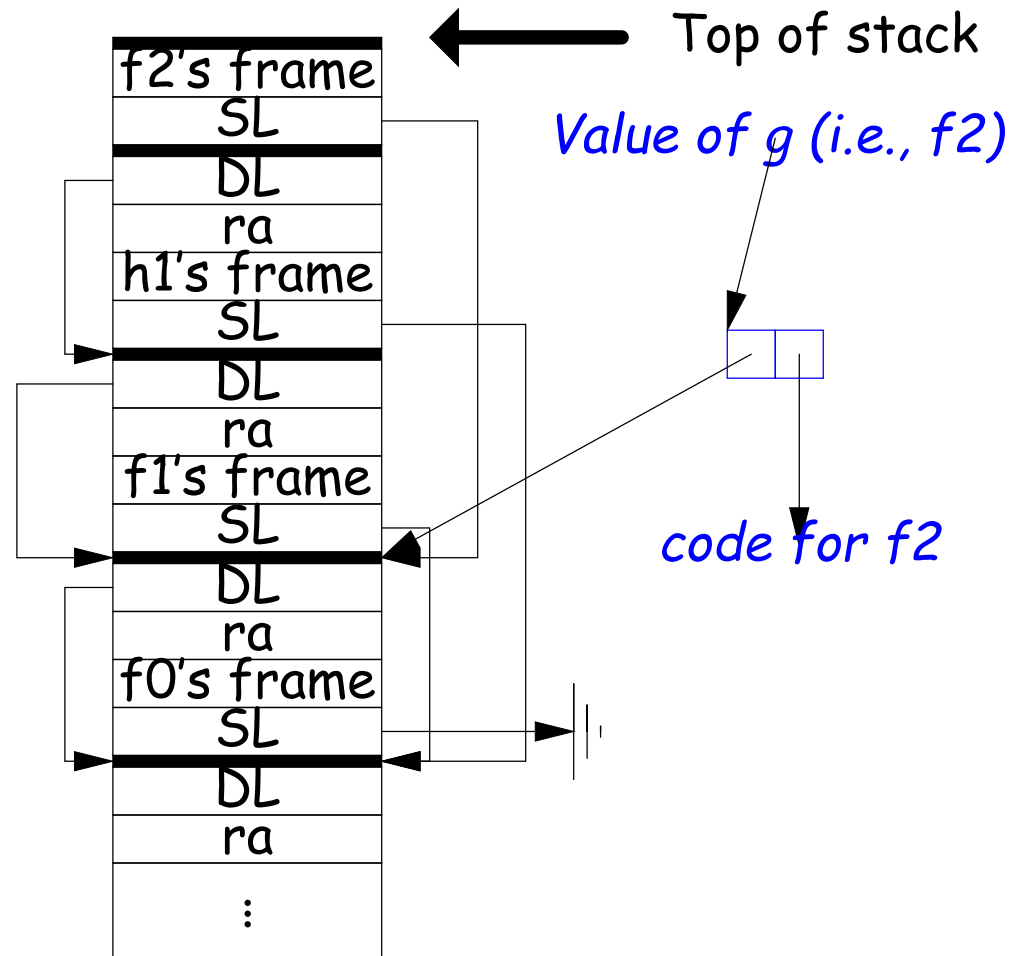 Top of stack
f2's frame
SL
Value of g (i.e., f2)
DL
ra
h1's frame
SL
DL
ra
f1's frame
SL
code for f2
DL
ra
f0's frame
SL
DL
ra
⋮